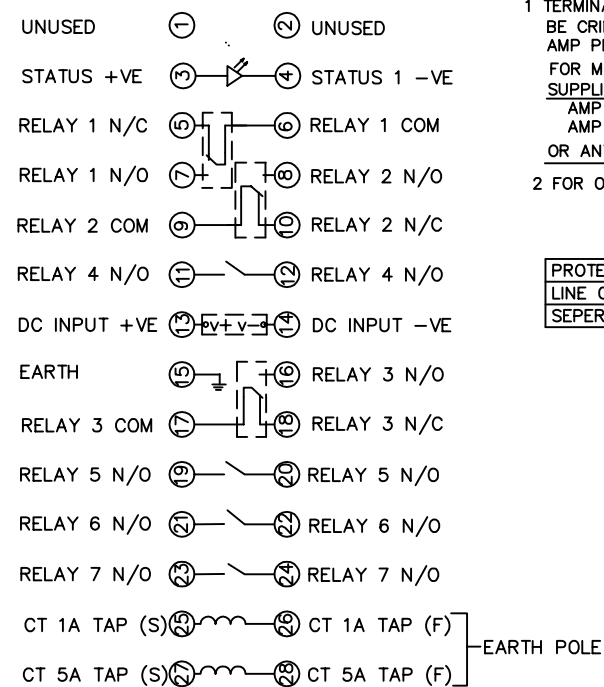 UNUSED 1 2 UNUSED
STATUS +VE 3 4 STATUS 1 -VE
RELAY 1 N/C 5 6 RELAY 1 COM
RELAY 1 N/O 7 8 RELAY 2 N/O
RELAY 2 COM 9 10 RELAY 2 N/C
RELAY 4 N/O 11 12 RELAY 4 N/O
DC INPUT +VE 13 V+ V- 14 DC INPUT -VE
EARTH 15 16 RELAY 3 N/O
RELAY 3 COM 17 18 RELAY 3 N/C
RELAY 5 N/O 19 20 RELAY 5 N/O
RELAY 6 N/O 21 22 RELAY 6 N/O
RELAY 7 N/O 23 24 RELAY 7 N/O
CT 1A TAP (S) 25 26 CT 1A TAP (F)
EARTH POLE
CT 5A TAP (S) 27 28 CT 5A TAP (F)
1 TERMINA
BE CRI
AMP P
FOR M
SUPPLI
AMP
AMP
OR AN
2 FOR O
PROTE
LINE
SEPER